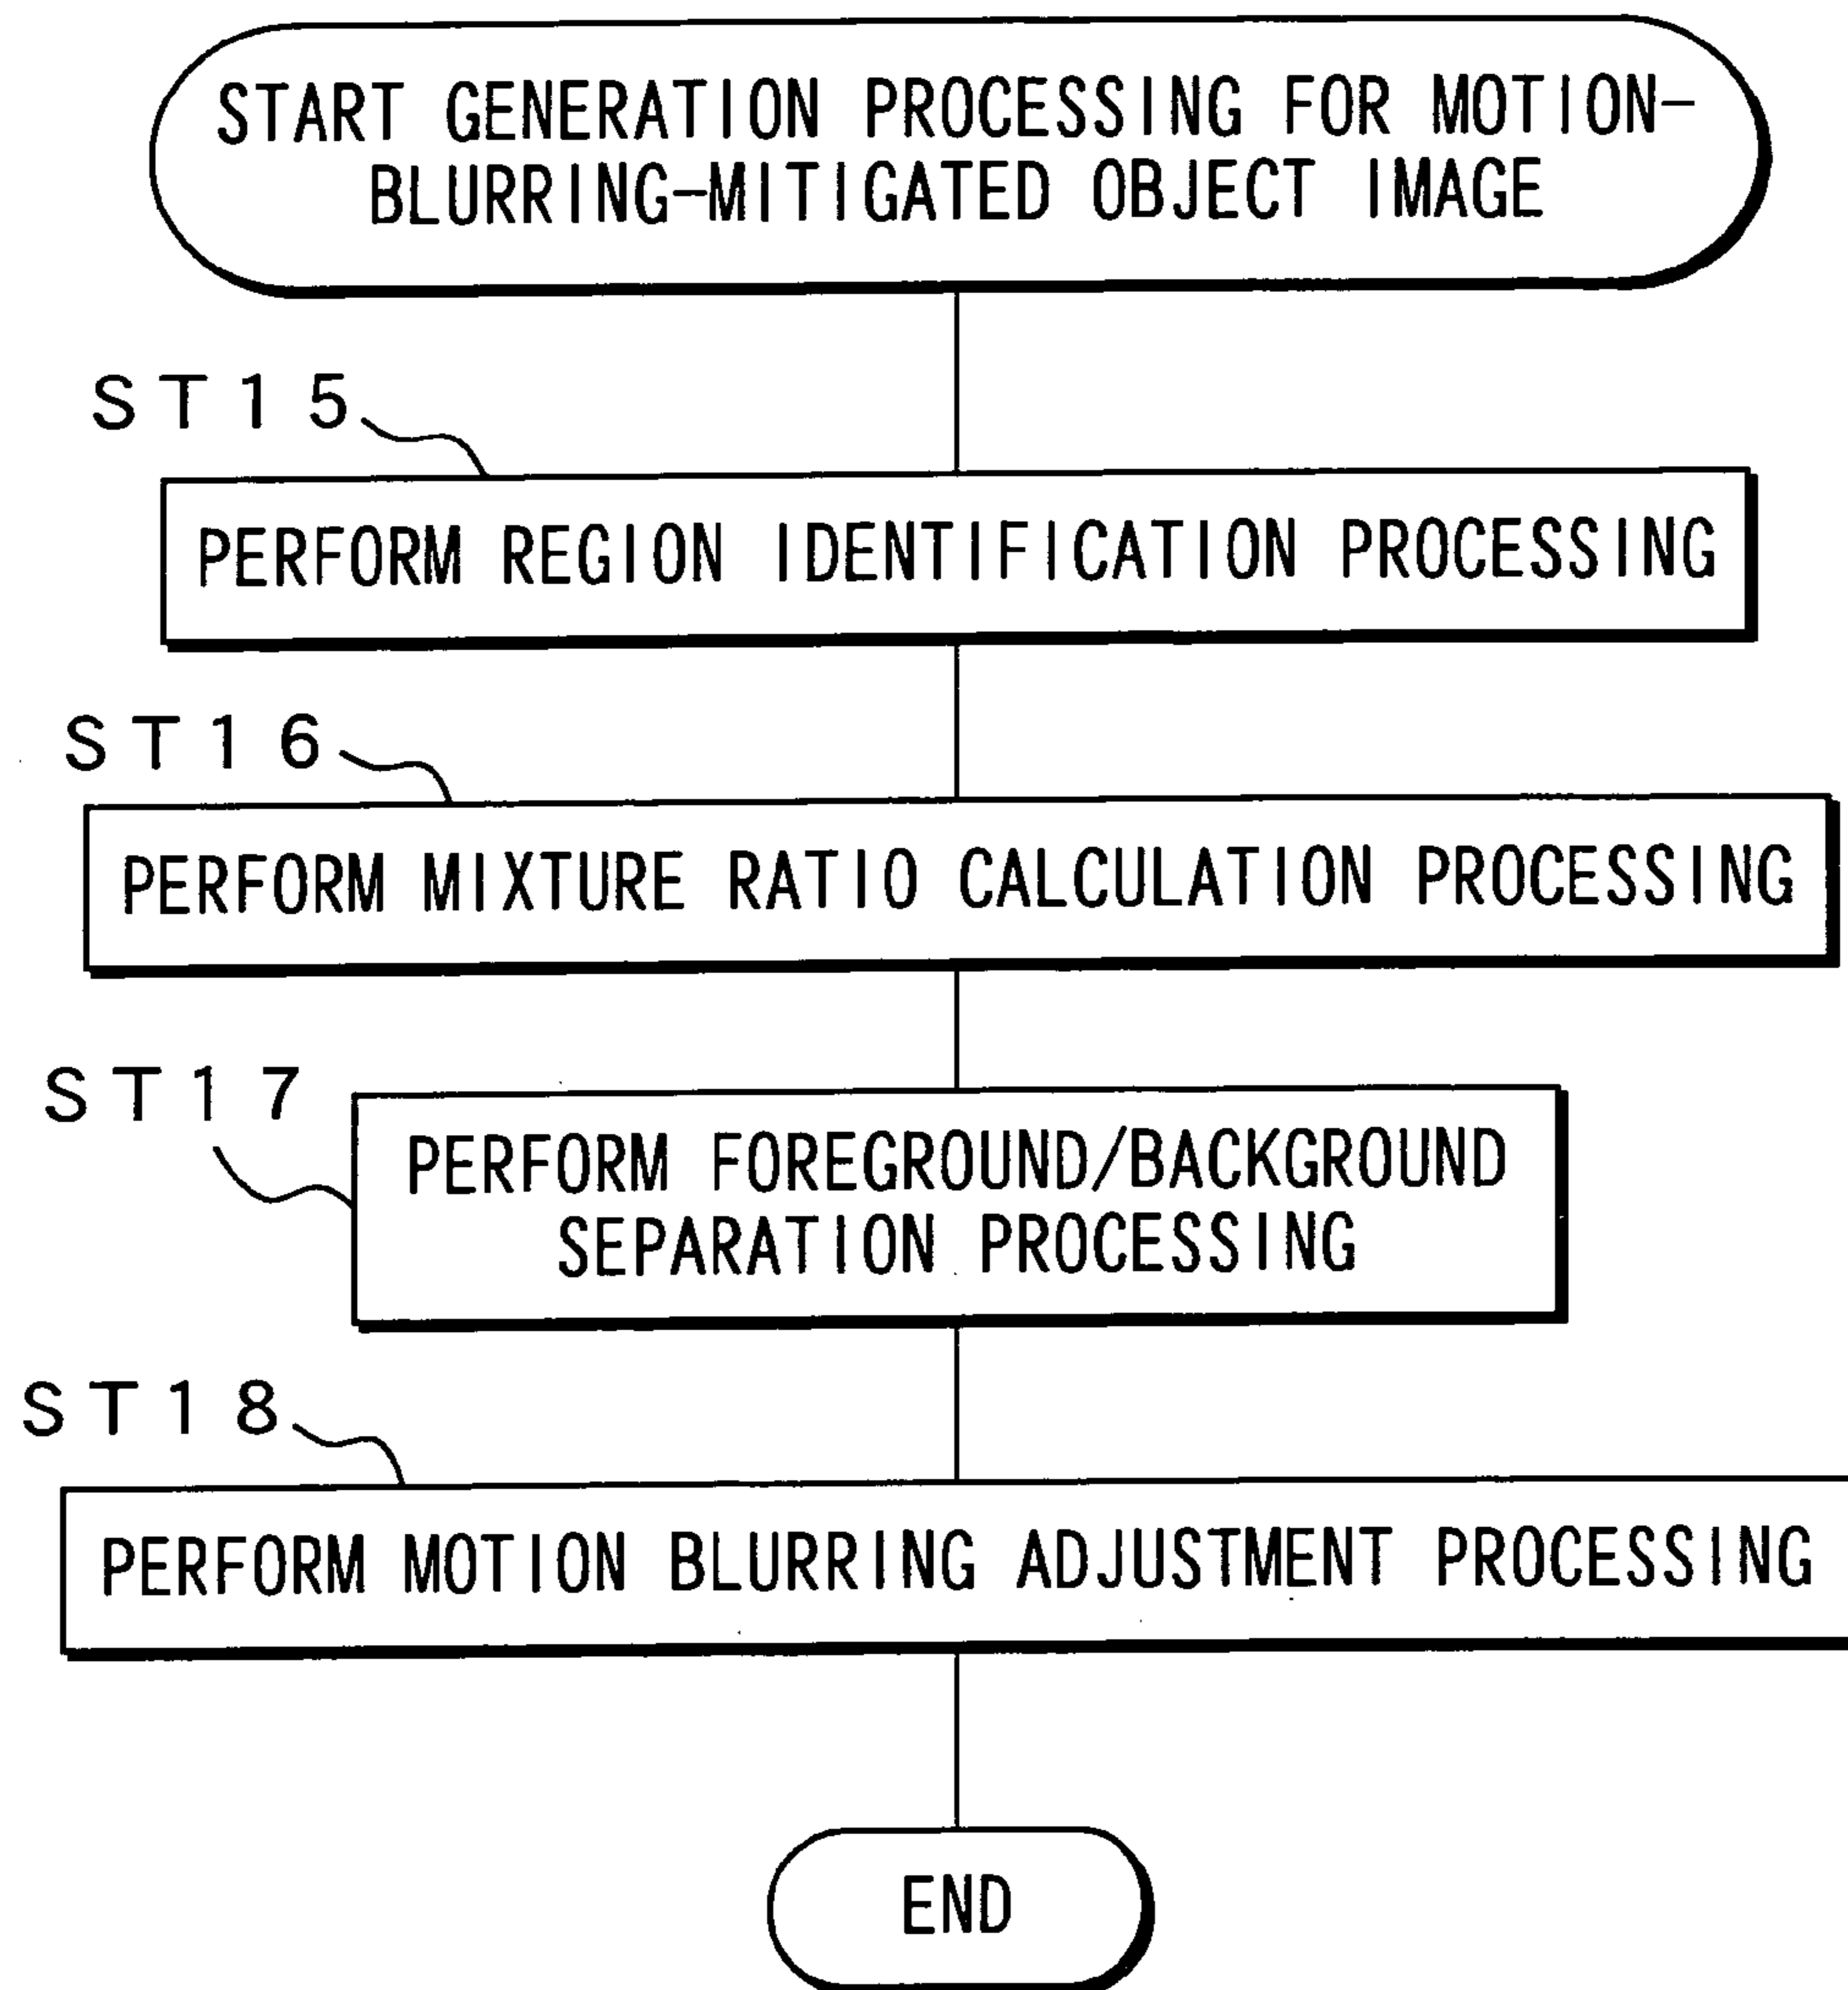 START GENERATION PROCESSING FOR MOTION-
BLURRING-MITIGATED OBJECT IMAGE
ST15
PERFORM REGION IDENTIFICATION PROCESSING
ST16
PERFORM MIXTURE RATIO CALCULATION PROCESSING
ST17
PERFORM FOREGROUND/BACKGROUND
SEPARATION PROCESSING
ST18
PERFORM MOTION BLURRING ADJUSTMENT PROCESSING
END